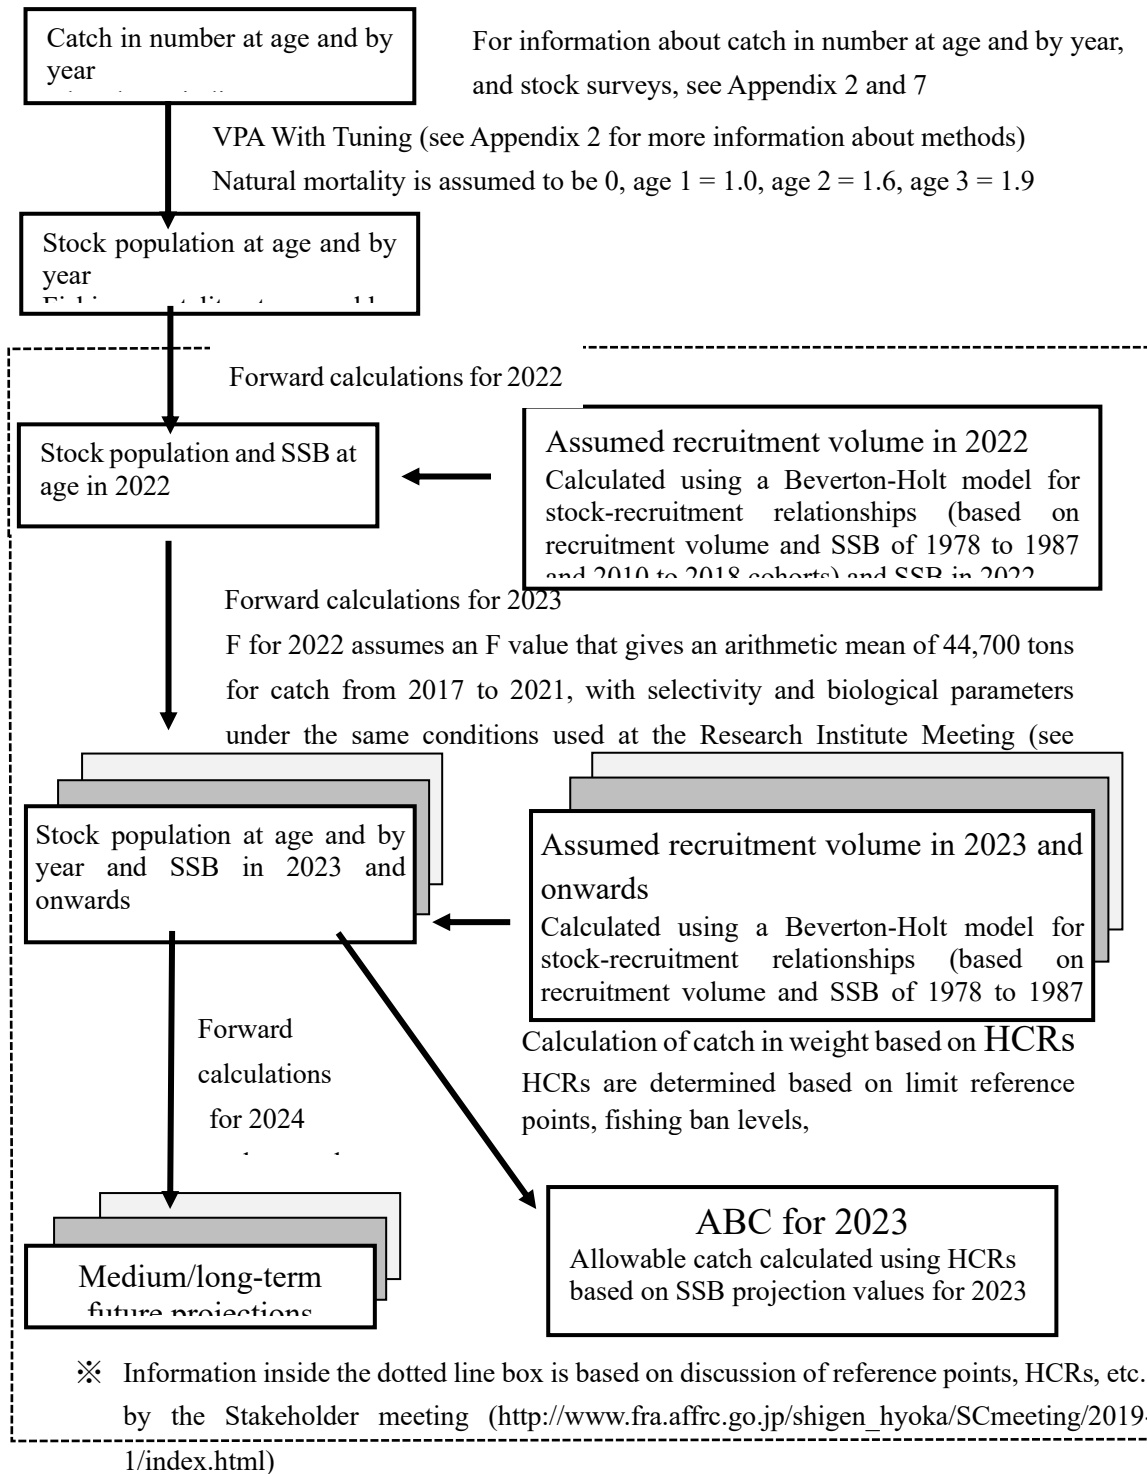 Catch in number at age and by
year
For information about catch in number at age and by year,
and stock surveys, see Appendix 2 and 7
VPA With Tuning (see Appendix 2 for more information about methods)
Natural mortality is assumed to be 0, age 1 = 1.0, age 2 = 1.6, age 3 = 1.9
Stock population at age and by
year
Forward calculations for 2022
Stock population and SSB at
age in 2022
Assumed recruitment volume in 2022
Calculated using a Beverton-Holt model for
stock-recruitment relationships (based on
recruitment volume and SSB of 1978 to 1987
and 2010 to 2018 cohorts) and SSB in 2022
Forward calculations for 2023
F for 2022 assumes an F value that gives an arithmetic mean of 44,700 tons
for catch from 2017 to 2021, with selectivity and biological parameters
under the same conditions used at the Research Institute Meeting (see
Stock population at age and by
year and SSB in 2023 and
onwards
Assumed recruitment volume in 2023 and
onwards
Calculated using a Beverton-Holt model for
stock-recruitment relationships (based on
recruitment volume and SSB of 1978 to 1987
Forward
calculations
for 2024
Calculation of catch in weight based on HCRs
HCRs are determined based on limit reference
points, fishing ban levels,
Medium/long-term
future projections
ABC for 2023
Allowable catch calculated using HCRs
based on SSB projection values for 2023
※ Information inside the dotted line box is based on discussion of reference points, HCRs, etc.
by the Stakeholder meeting (http://www.fra.affrc.go.jp/shigen_hyoka/SCmeeting/2019-
1/index.html)